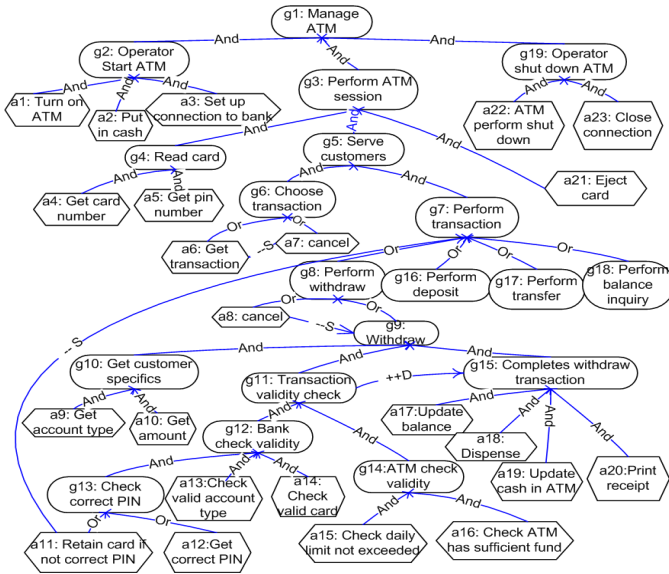 g1: Manage
ATM
And
And
And
g2: Operator
Start ATM
g19: Operator
shut down ATM
g3: Perform ATM
session
And
And
And
And
And
a1: Turn on
ATM
a2: Put
in cash
a3: Set up
connection to bank
a22: ATM
perform shut
down
a23: Close
connection
And
And
And
g5: Serve
customers
g4: Read card
And
And
And
And
a21: Eject
card
g6: Choose
transaction
a4: Get card
number
a5: Get pin
number
g7: Perform
transaction
Or
Or
a6: Get
transaction
--S
a7: cancel
Or
Or
Or
Or
g8: Perform
withdraw
g16: Perform
deposit
g17: Perform
transfer
g18: Perform
balance
inquiry
Or
Or
a8: cancel
--S
g9:
Withdraw
--S
And
And
And
g10: Get customer
specifics
g11: Transaction
validity check
++D
g15: Completes withdraw
transaction
And
And
a9: Get
account type
a10: Get
amount
And
And
And
And
And
And
a17:Update
balance
a18:
Dispense
a19: Update
cash in ATM
a20:Print
receipt
g12: Bank
check validity
And
And
And
g13: Check
correct PIN
a13:Check
valid account
type
a14:
Check
valid card
g14:ATM check
validity
Or
Or
And
And
a11: Retain card if
not correct PIN
a12:Get
correct PIN
a15: Check daily
limit not exceeded
a16: Check ATM
has sufficient fund